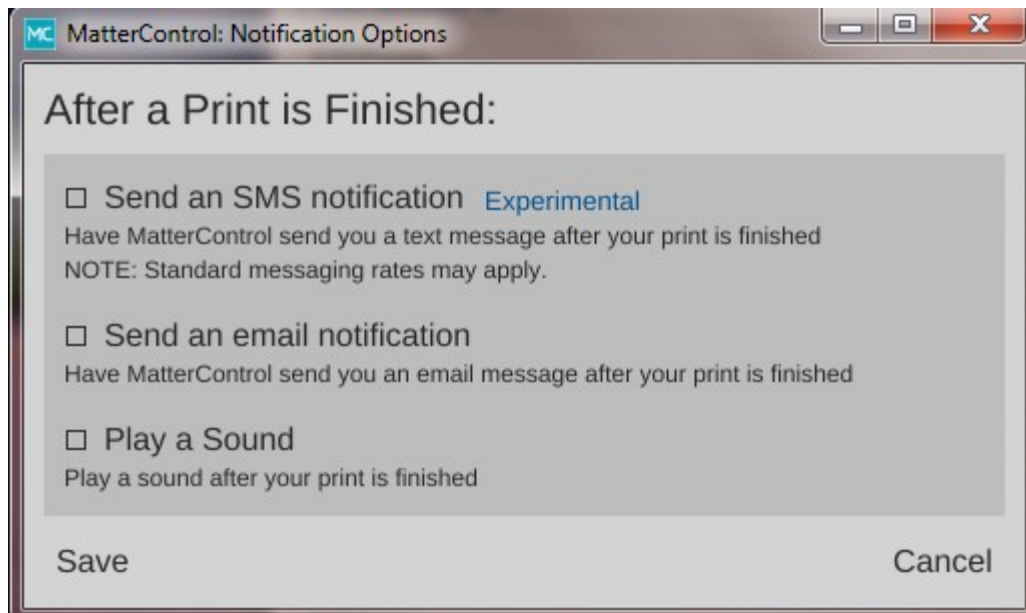 MC MatterControl: Notification Options
After a Print is Finished:
Send an SMS notification Experimental
Have MatterControl send you a text message after your print is finished
NOTE: Standard messaging rates may apply.
Send an email notification
Have MatterControl send you an email message after your print is finished
Play a Sound
Play a sound after your print is finished
Save Cancel